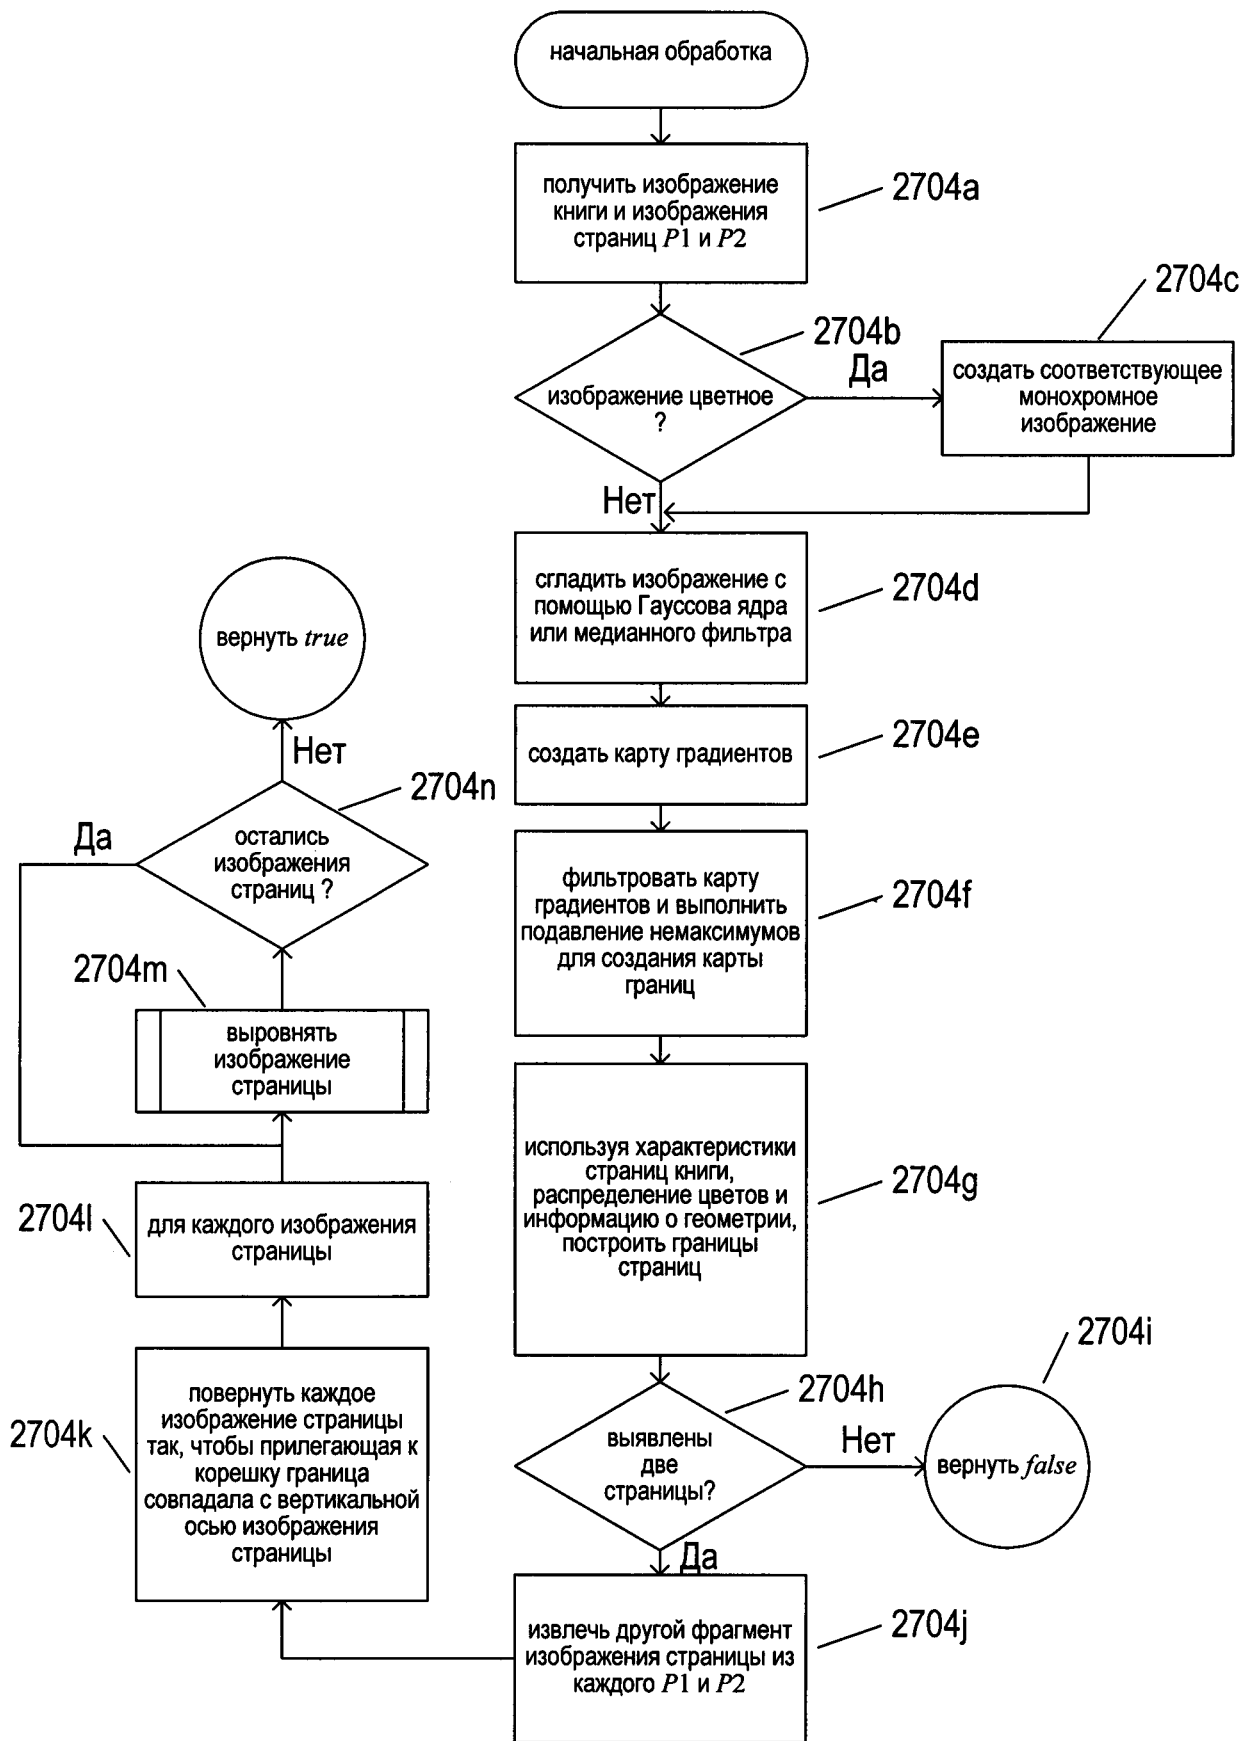 начальная обработка
получить изображение
книги и изображения
страниц P1 и P2
2704a
2704b
изображение цветное
?
Да
2704c
создать соответствующее
монохромное
изображение
Нет
сгладить изображение с
помощью Гауссова ядра
или медианного фильтра
2704d
создать карту градиентов
2704e
фильтровать карту
градиентов и выполнить
подавление немаксимумов
для создания карты
границ
2704f
используя характеристики
страниц книги,
распределение цветов и
информацию о геометрии,
построить границы
страниц
2704g
2704h
выявлены
две
страницы?
Нет
2704i
вернуть false
Да
извлечь другой фрагмент
изображения страницы из
каждого P1 и P2
2704j
2704k
повернуть каждое
изображение страницы
так, чтобы прилегающая к
корешку граница
совпадала с вертикальной
осью изображения
страницы
2704l
для каждого изображения
страницы
2704m
выровнять
изображение
страницы
2704n
остались
изображения
страниц ?
Да
Нет
вернуть true